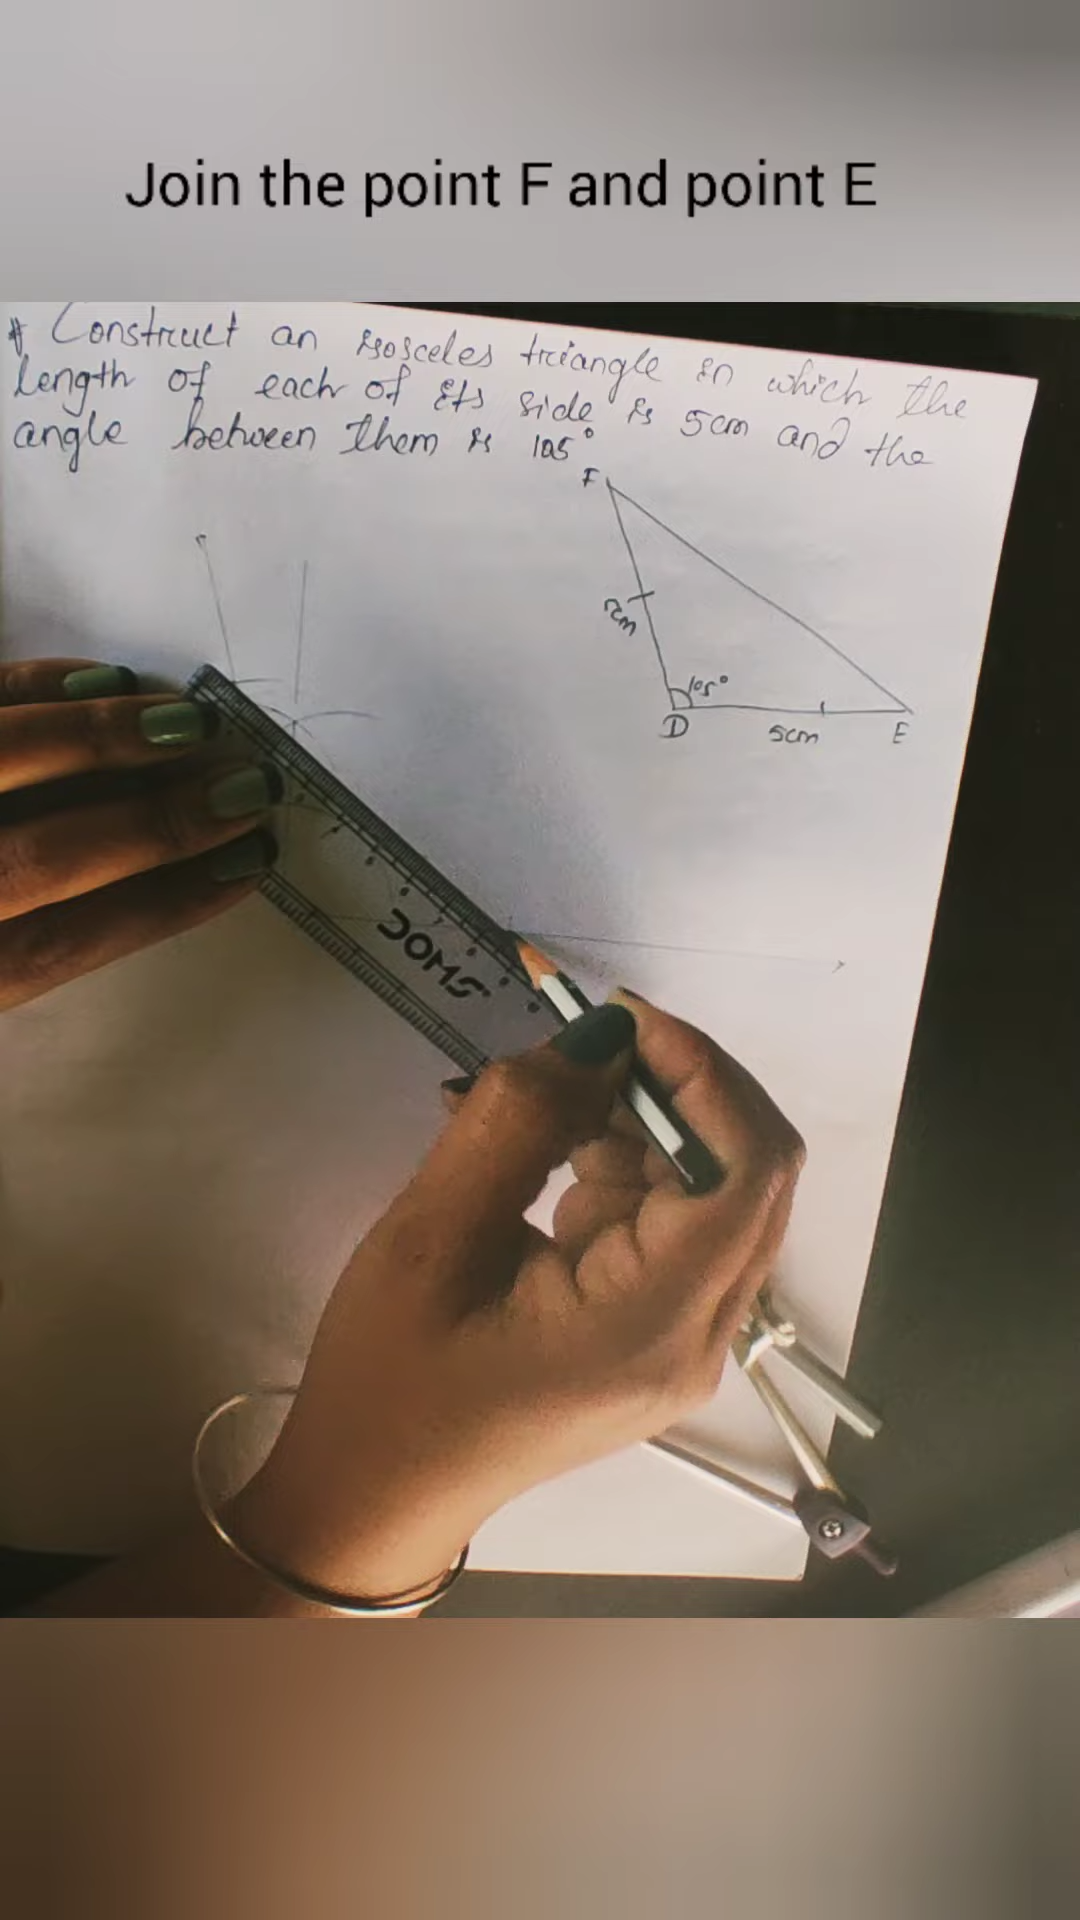 Join the point F and point E
# Construct an isosceles triangle in which the
length of each of its side is 5cm and the
angle between them is 105°
F
105°
D
5cm
E
DOMS